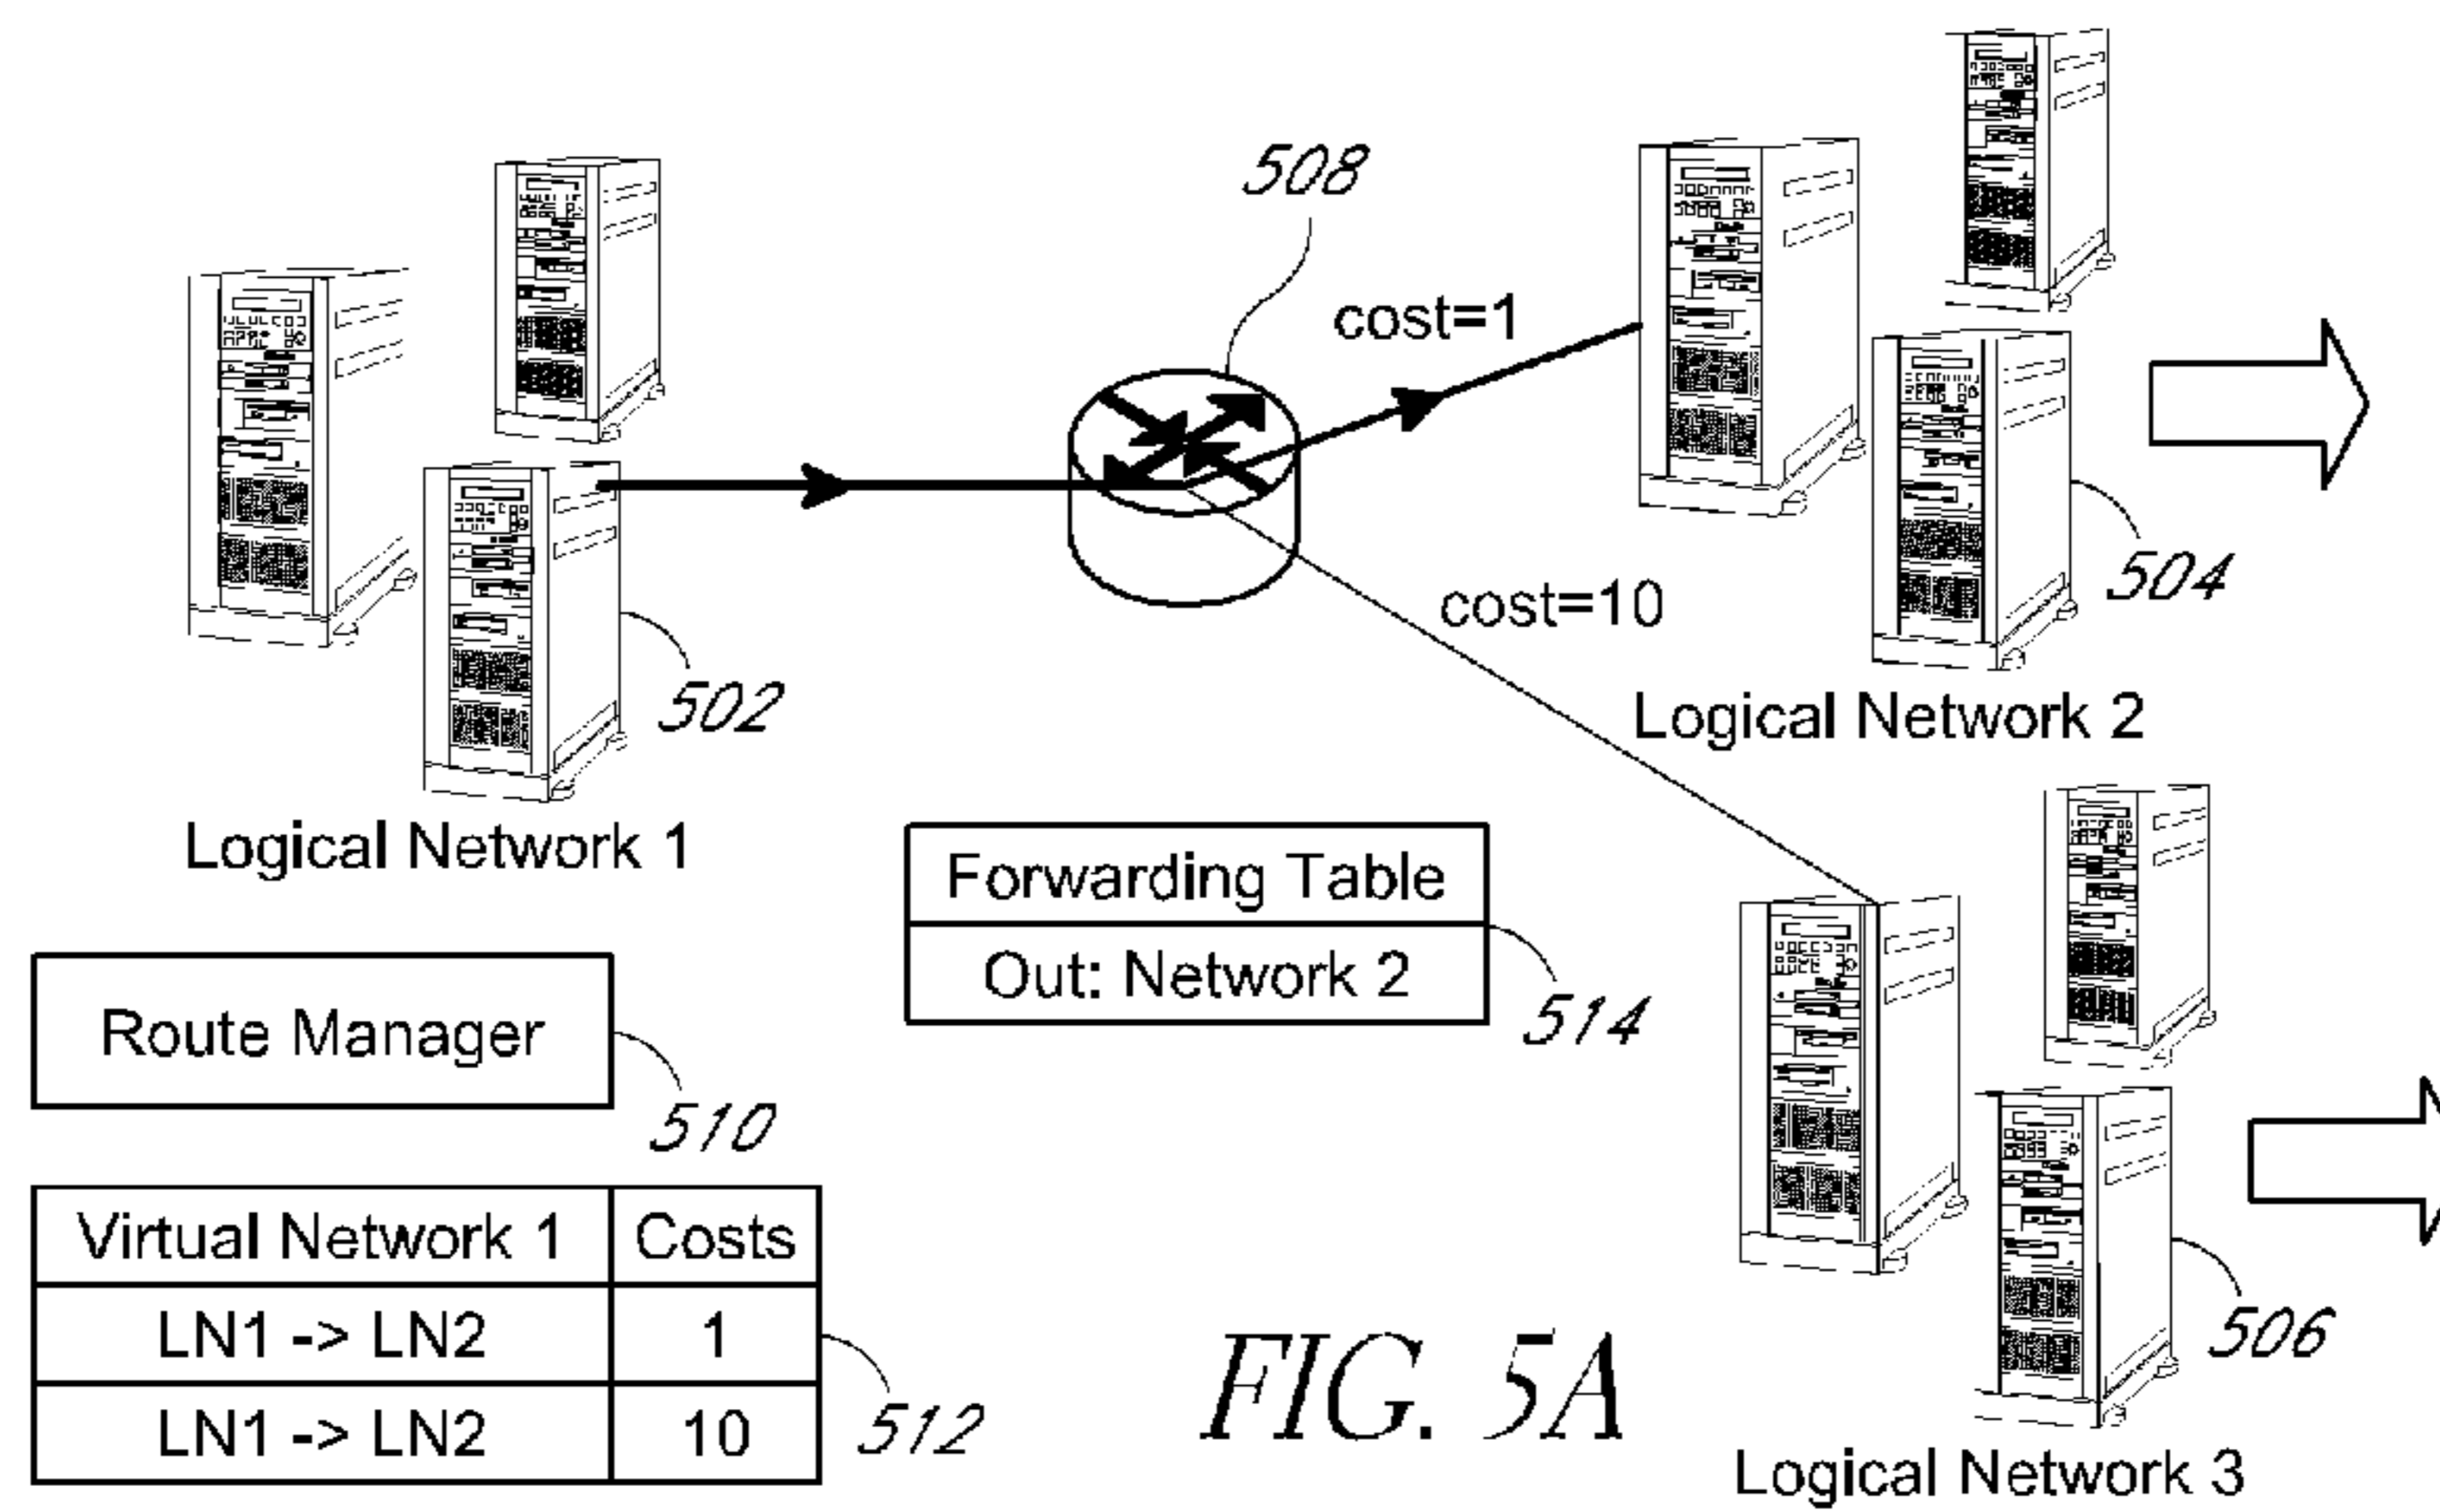 508
cost=1
cost=10
504
502
Logical Network 2
Logical Network 1
Forwarding Table
Out: Network 2
514
Route Manager
510
Virtual Network 1 Costs
LN1 -> LN2 1
LN1 -> LN2 10
512
506
FIG. 5A
Logical Network 3